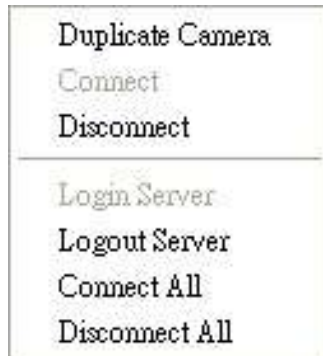 Duplicate Camera
Connect
Disconnect
Login Server
Logout Server
Connect All
Disconnect All